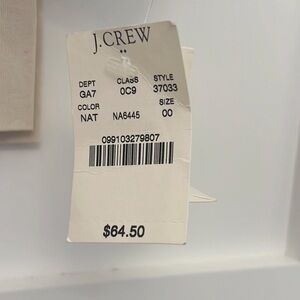 J.CREW
DEPT CLASS STYLE
GA7 0C9 37033
COLOR SIZE
NAT NA6445 00
099103279807
$64.50